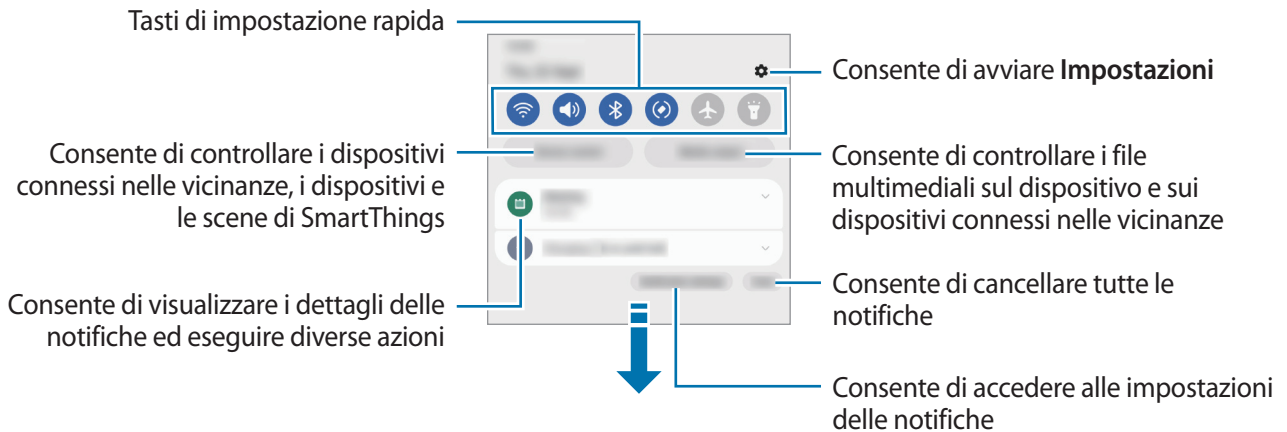 Tasti di impostazione rapida
Consente di avviare Impostazioni
Consente di controllare i dispositivi
connessi nelle vicinanze, i dispositivi e
le scene di SmartThings
Consente di controllare i file
multimediali sul dispositivo e sui
dispositivi connessi nelle vicinanze
Consente di visualizzare i dettagli delle
notifiche ed eseguire diverse azioni
Consente di cancellare tutte le
notifiche
Consente di accedere alle impostazioni
delle notifiche